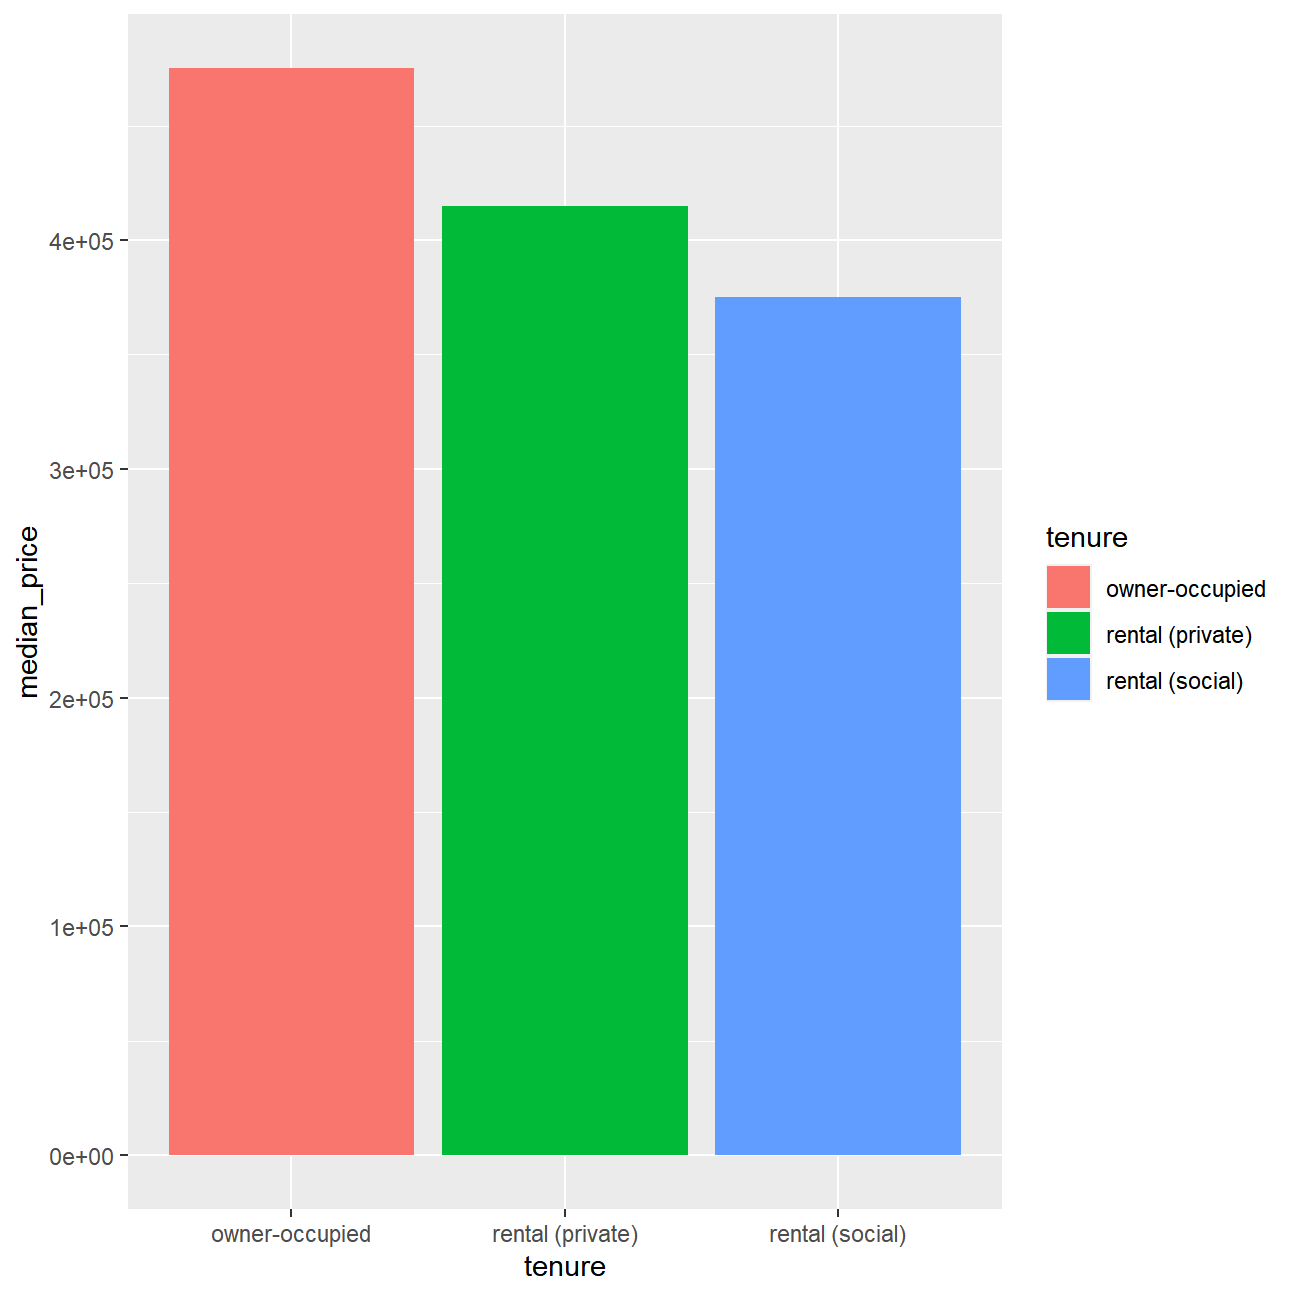 median_price
4e+05
3e+05
2e+05
1e+05
0e+00
owner-occupied
rental (private)
rental (social)
tenure
tenure
owner-occupied
rental (private)
rental (social)